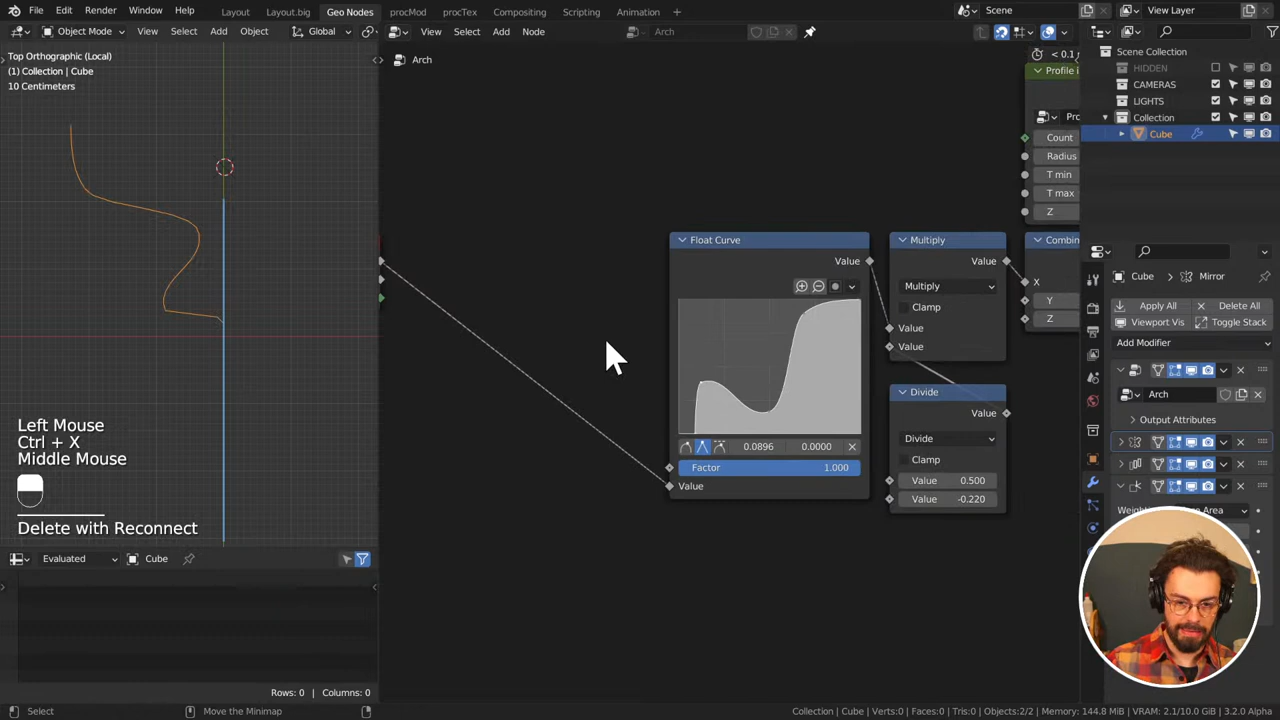 File Edit Render Window Help Layout Layout.big Geo Nodes procMod procTex Compositing Scripting Animation + Scene View Layer
Object Mode View Select Add Object Global View Select Add Node Arch
Top Orthographic (Local)
(1) Collection | Cube
10 Centimeters
Arch
< 0.1
Scene Collection
HIDDEN
CAMERAS
LIGHTS
Collection
Cube
Profile
Count
Radius
T min
T max
Z
Float Curve
Value
0.0896 0.0000
Factor 1.000
Value
Multiply
Value
Multiply
Clamp
Value
Value
Divide
Value
Divide
Clamp
Value 0.500
Value -0.220
Combin
X
Y
Z
Cube Mirror
Apply All Delete All
Viewport Vis Toggle Stack
Add Modifier
Arch
Output Attributes
Area
Left Mouse
Ctrl + X
Middle Mouse
Delete with Reconnect
Evaluated Cube
Rows: 0 | Columns: 0
Select Move the Minimap Collection | Cube | Verts:0 | Faces:0 | Tris:0 | Objects:2/2 | Memory: 144.8 MiB | VRAM: 2.1/10.0 GiB | 3.2.0 Alpha